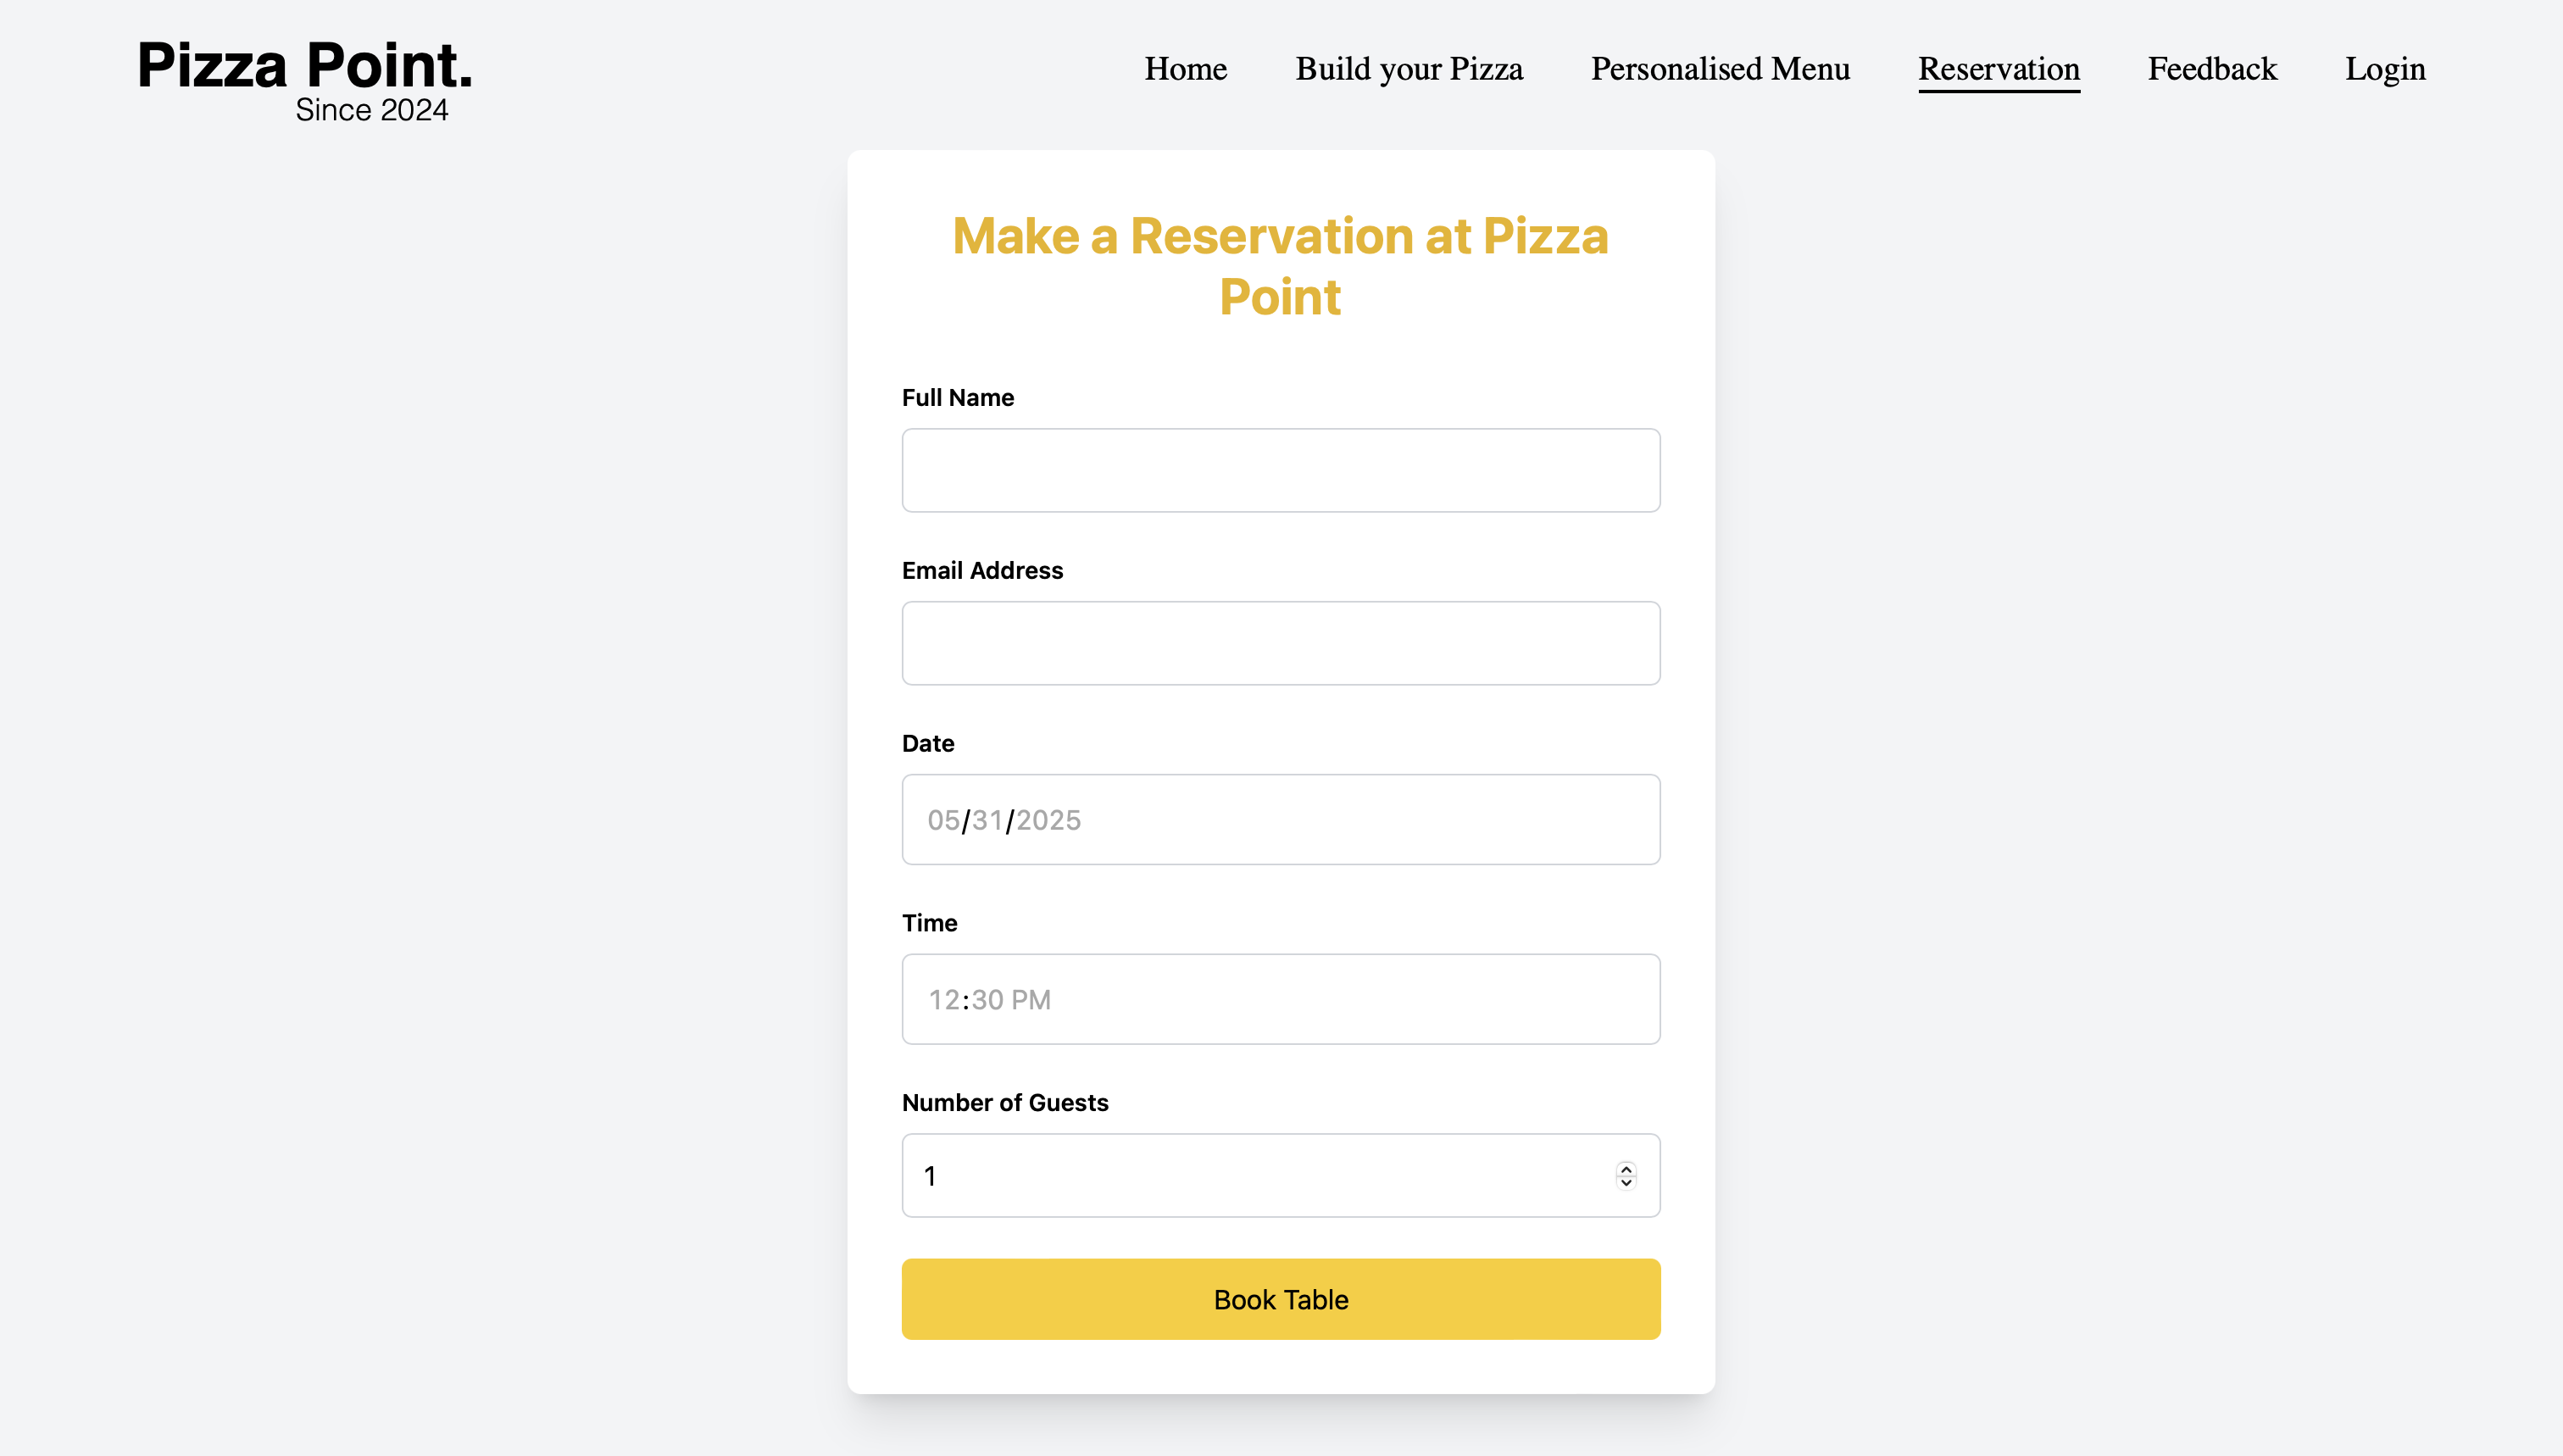 Pizza Point.
Since 2024
Home Build your Pizza Personalised Menu Reservation Feedback Login
Make a Reservation at Pizza
Point
Full Name
Email Address
Date
05/31/2025
Time
12:30 PM
Number of Guests
1
Book Table